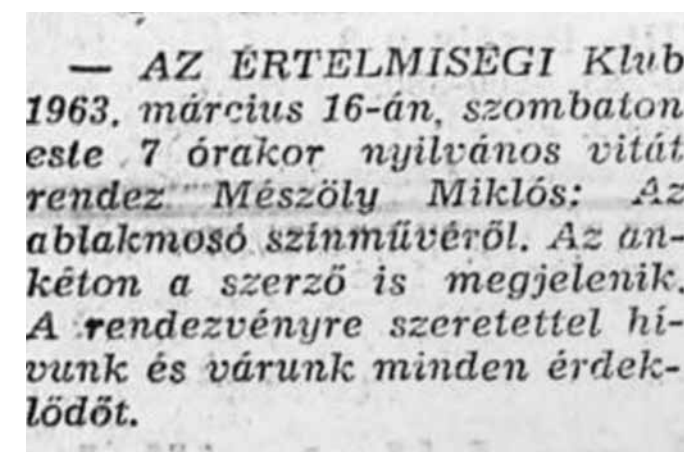 — AZ ÉRTELMISÉGI Klub
1963. március 16-án, szombaton
este 7 órakor nyilvános vitát
rendez Mészöly Miklós: Az
ablakmosó színművéről. Az an-
kéton a szerző is megjelenik.
A rendezvényre szeretettel hí-
vunk és várunk minden érdek-
lődőt.